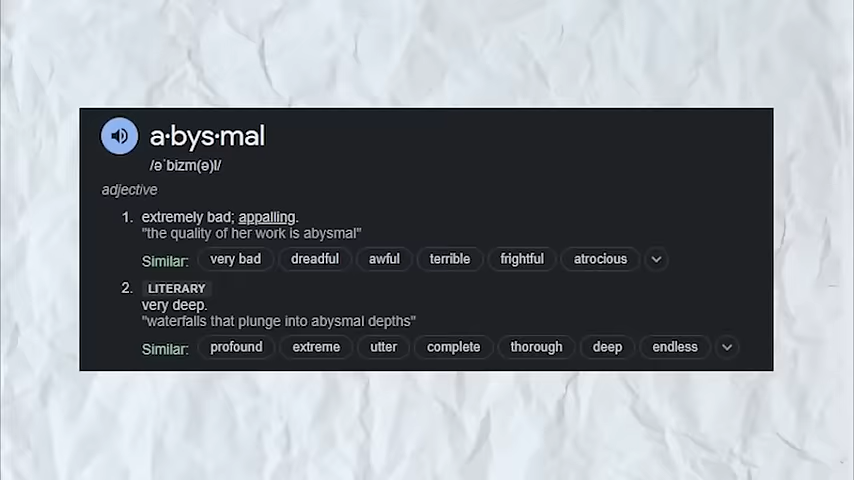 a·bys·mal
/əˈbizm(ə)l/
adjective
1. extremely bad; appalling.
"the quality of her work is abysmal"
Similar: very bad dreadful awful terrible frightful atrocious
2. LITERARY
very deep.
"waterfalls that plunge into abysmal depths"
Similar: profound extreme utter complete thorough deep endless